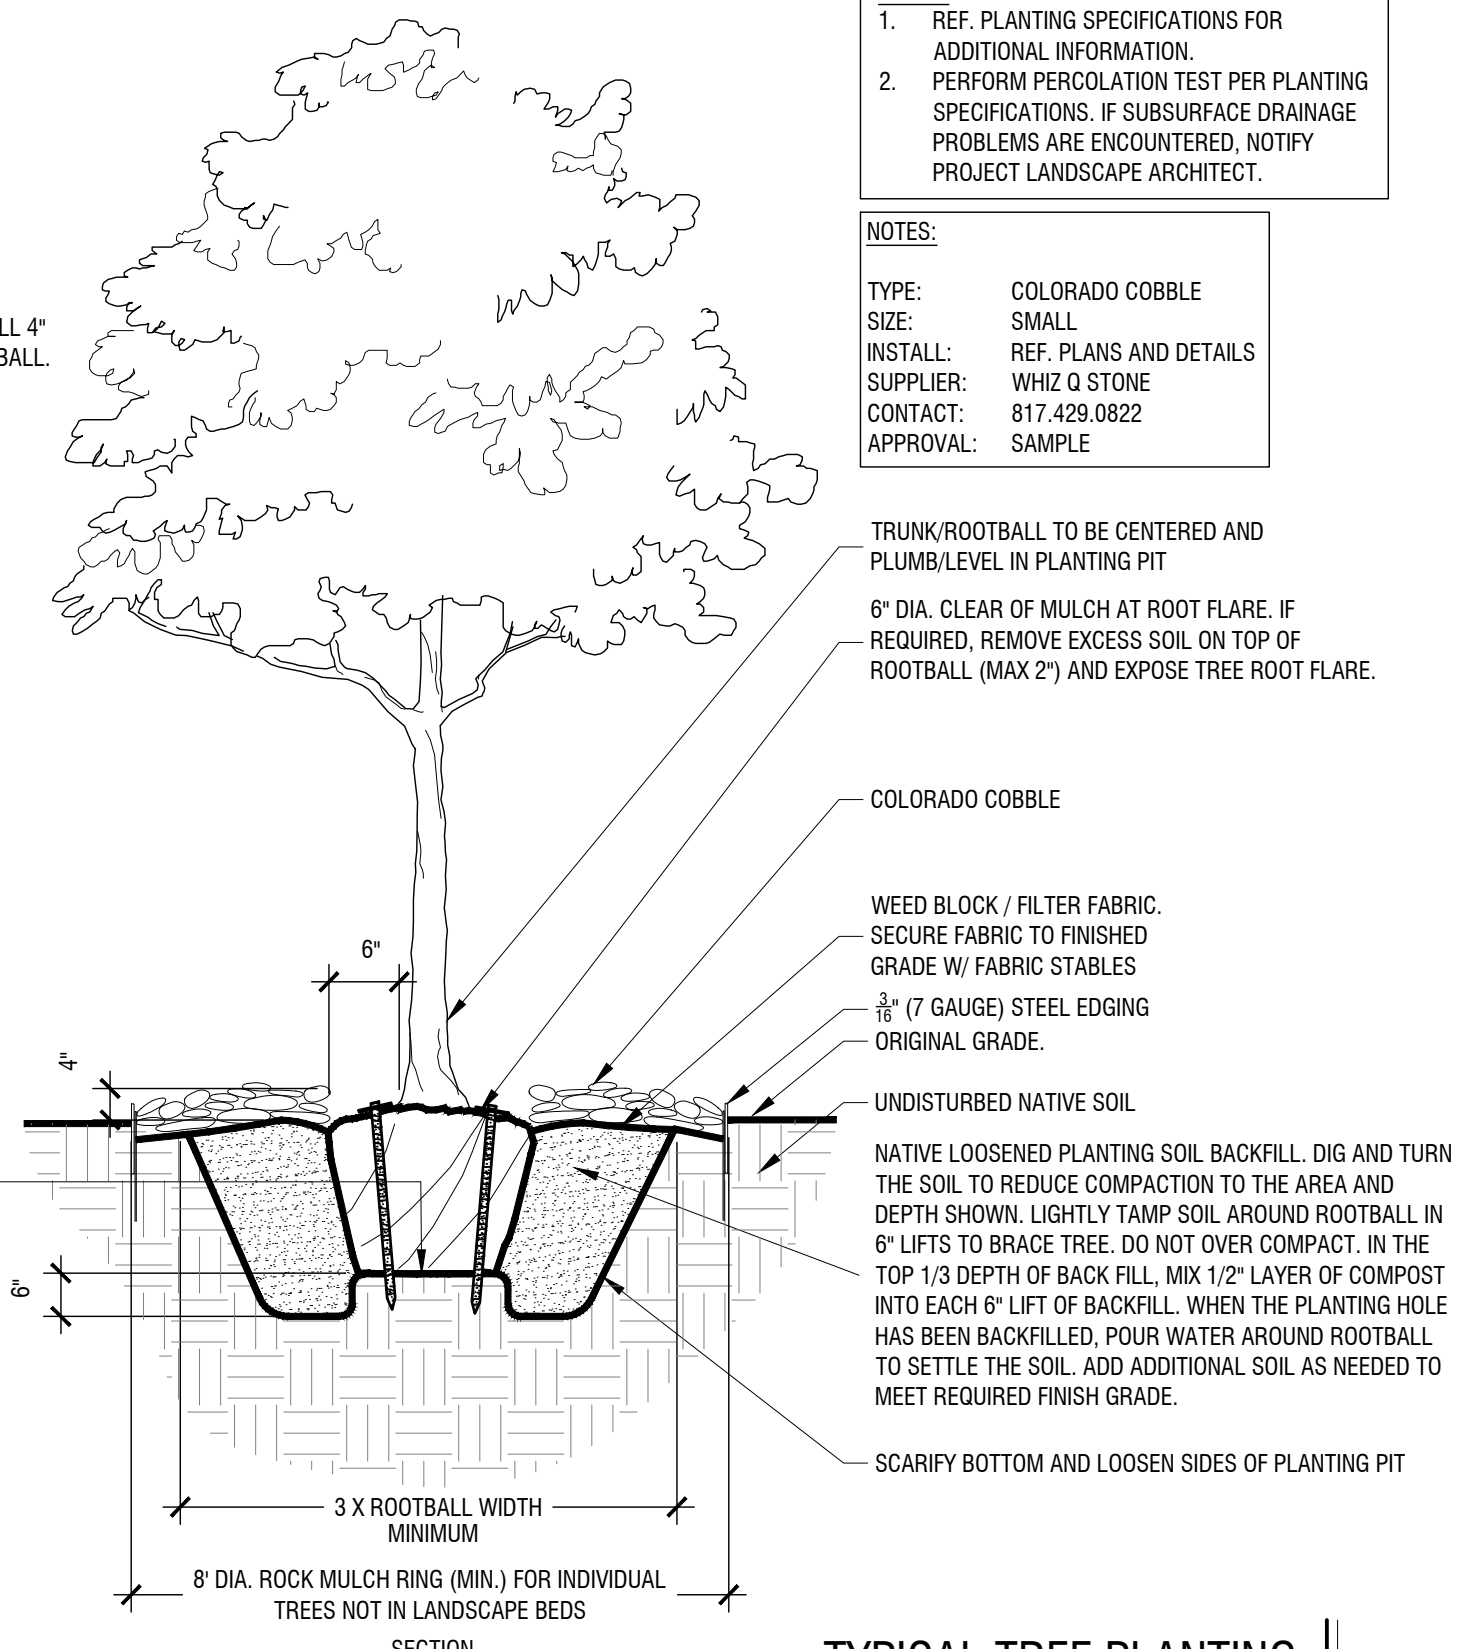 1. REF. PLANTING SPECIFICATIONS FOR
ADDITIONAL INFORMATION.
2. PERFORM PERCOLATION TEST PER PLANTING
SPECIFICATIONS. IF SUBSURFACE DRAINAGE
PROBLEMS ARE ENCOUNTERED, NOTIFY
PROJECT LANDSCAPE ARCHITECT.
NOTES:
TYPE: COLORADO COBBLE
SIZE: SMALL
INSTALL: REF. PLANS AND DETAILS
SUPPLIER: WHIZ Q STONE
CONTACT: 817.429.0822
APPROVAL: SAMPLE
LL 4"
BALL.
TRUNK/ROOTBALL TO BE CENTERED AND
PLUMB/LEVEL IN PLANTING PIT
6" DIA. CLEAR OF MULCH AT ROOT FLARE. IF
REQUIRED, REMOVE EXCESS SOIL ON TOP OF
ROOTBALL (MAX 2") AND EXPOSE TREE ROOT FLARE.
COLORADO COBBLE
WEED BLOCK / FILTER FABRIC.
SECURE FABRIC TO FINISHED
GRADE W/ FABRIC STABLES
3/16" (7 GAUGE) STEEL EDGING
ORIGINAL GRADE.
UNDISTURBED NATIVE SOIL
NATIVE LOOSENED PLANTING SOIL BACKFILL. DIG AND TURN
THE SOIL TO REDUCE COMPACTION TO THE AREA AND
DEPTH SHOWN. LIGHTLY TAMP SOIL AROUND ROOTBALL IN
6" LIFTS TO BRACE TREE. DO NOT OVER COMPACT. IN THE
TOP 1/3 DEPTH OF BACK FILL, MIX 1/2" LAYER OF COMPOST
INTO EACH 6" LIFT OF BACKFILL. WHEN THE PLANTING HOLE
HAS BEEN BACKFILLED, POUR WATER AROUND ROOTBALL
TO SETTLE THE SOIL. ADD ADDITIONAL SOIL AS NEEDED TO
MEET REQUIRED FINISH GRADE.
SCARIFY BOTTOM AND LOOSEN SIDES OF PLANTING PIT
6"
4"
6"
3 X ROOTBALL WIDTH
MINIMUM
8' DIA. ROCK MULCH RING (MIN.) FOR INDIVIDUAL
TREES NOT IN LANDSCAPE BEDS
SECTION
TYPICAL TREE PLANTING